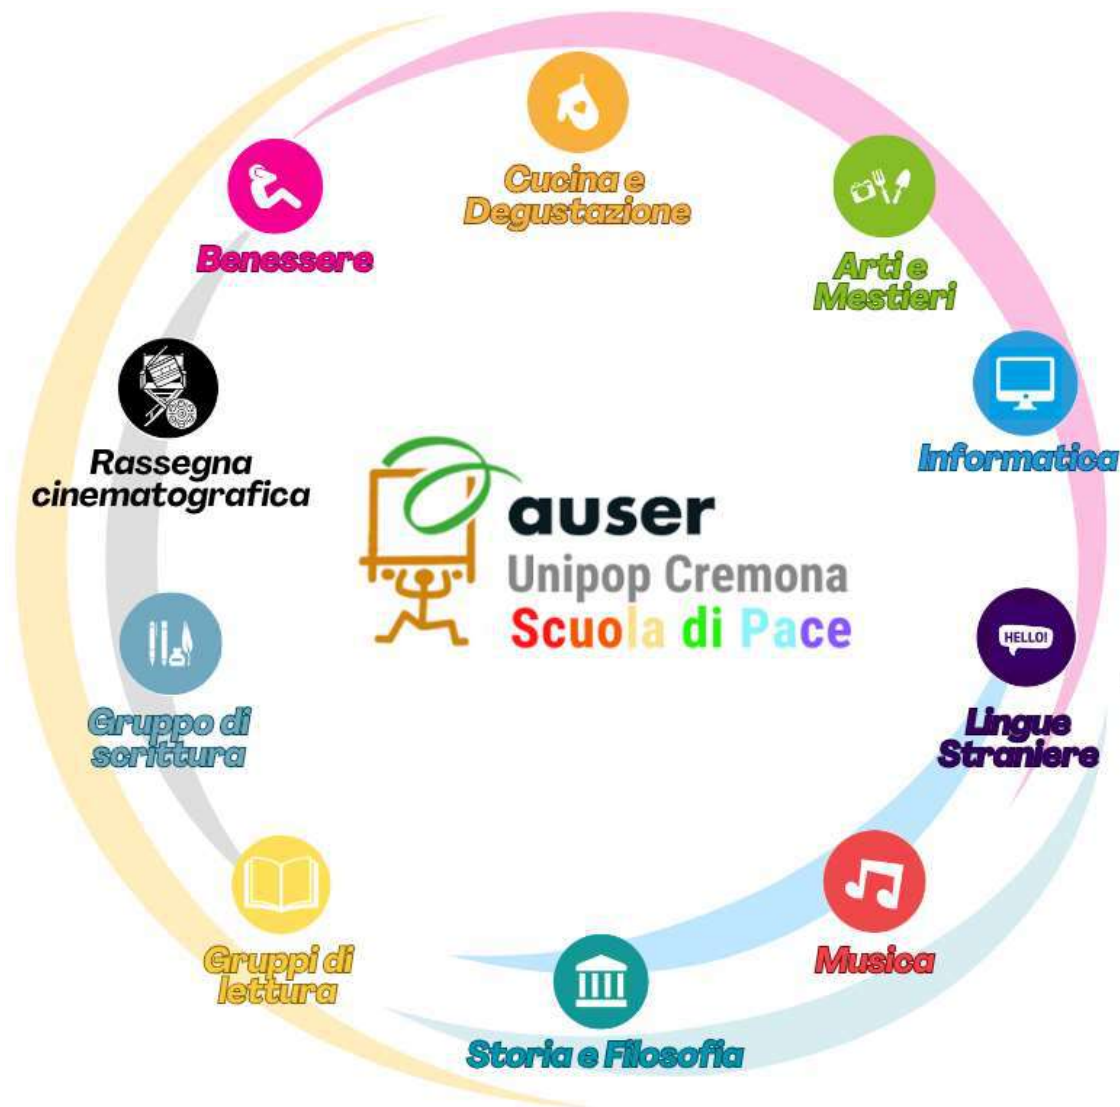 Cucina e
Degustazione
Benessere
Arti e
Mestieri
Rassegna
cinematografica
Informatica
auser
Unipop Cremona
Scuola di Pace
HELLO!
Gruppo di
scrittura
Lingue
Straniere
Gruppi di
lettura
Musica
Storia e Filosofia